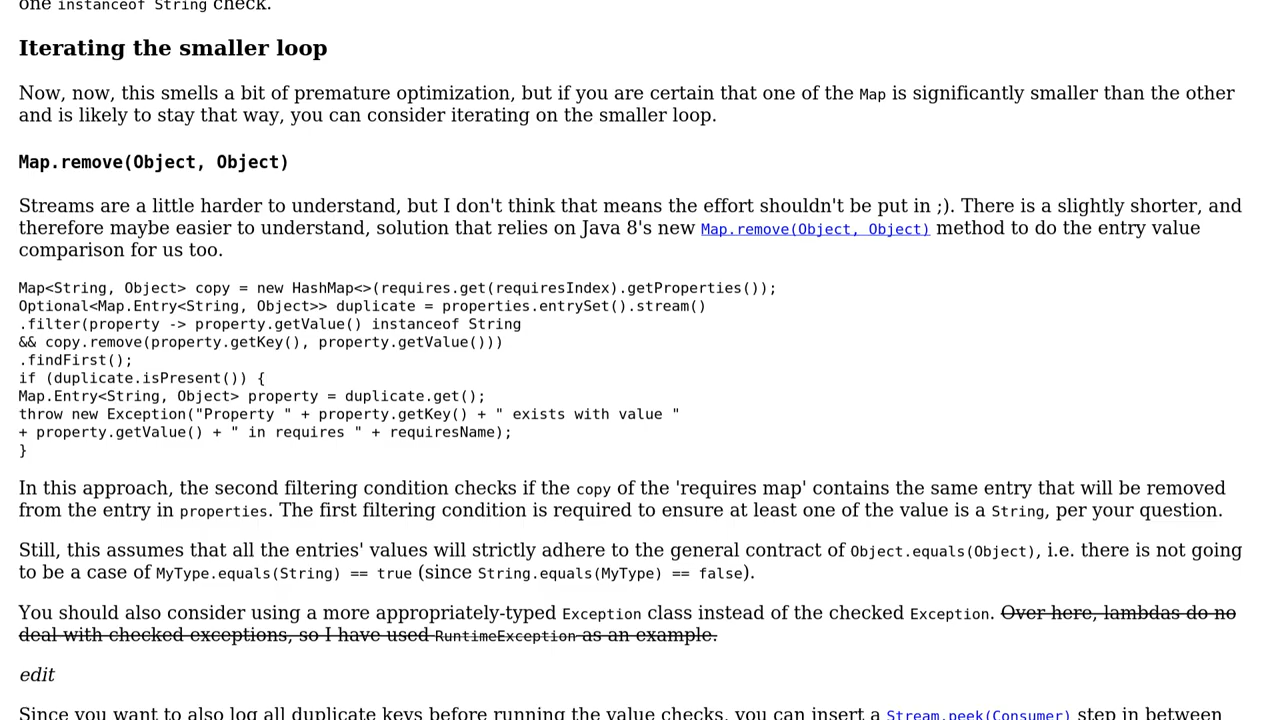 one instanceof String check.
Iterating the smaller loop
Now, now, this smells a bit of premature optimization, but if you are certain that one of the Map is significantly smaller than the other
and is likely to stay that way, you can consider iterating on the smaller loop.
Map.remove(Object, Object)
Streams are a little harder to understand, but I don't think that means the effort shouldn't be put in ;). There is a slightly shorter, and
therefore maybe easier to understand, solution that relies on Java 8's new Map.remove(Object, Object) method to do the entry value
comparison for us too.
Map<String, Object> copy = new HashMap<>(requires.get(requiresIndex).getProperties());
Optional<Map.Entry<String, Object>> duplicate = properties.entrySet().stream()
.filter(property -> property.getValue() instanceof String
&& copy.remove(property.getKey(), property.getValue()))
.findFirst();
if (duplicate.isPresent()) {
Map.Entry<String, Object> property = duplicate.get();
throw new Exception("Property " + property.getKey() + " exists with value "
+ property.getValue() + " in requires " + requiresName);
}
In this approach, the second filtering condition checks if the copy of the 'requires map' contains the same entry that will be removed
from the entry in properties. The first filtering condition is required to ensure at least one of the value is a String, per your question.
Still, this assumes that all the entries' values will strictly adhere to the general contract of Object.equals(Object), i.e. there is not going
to be a case of MyType.equals(String) == true (since String.equals(MyType) == false).
You should also consider using a more appropriately-typed Exception class instead of the checked Exception. Over here, lambdas do no
deal with checked exceptions, so I have used RuntimeException as an example.
edit
Since you want to also log all duplicate keys before running the value checks, you can insert a Stream.peek(Consumer) step in between